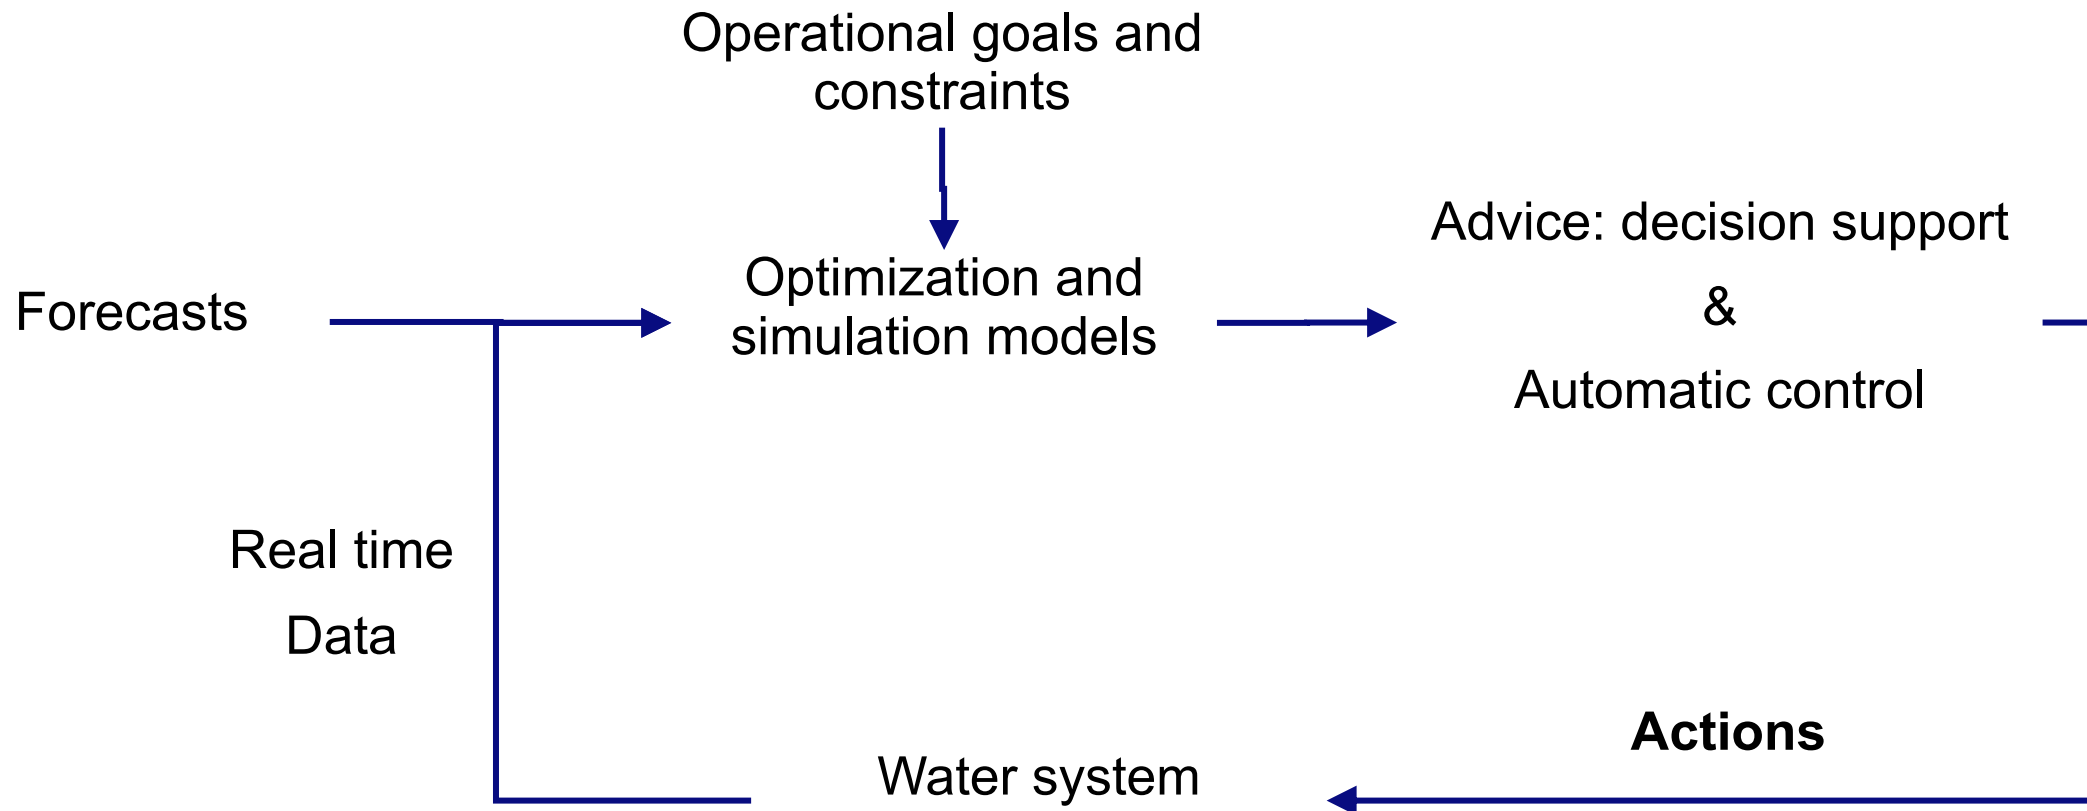 Operational goals and
constraints
Forecasts
Optimization and
simulation models
Advice: decision support
&
Automatic control
Real time
Data
Actions
Water system